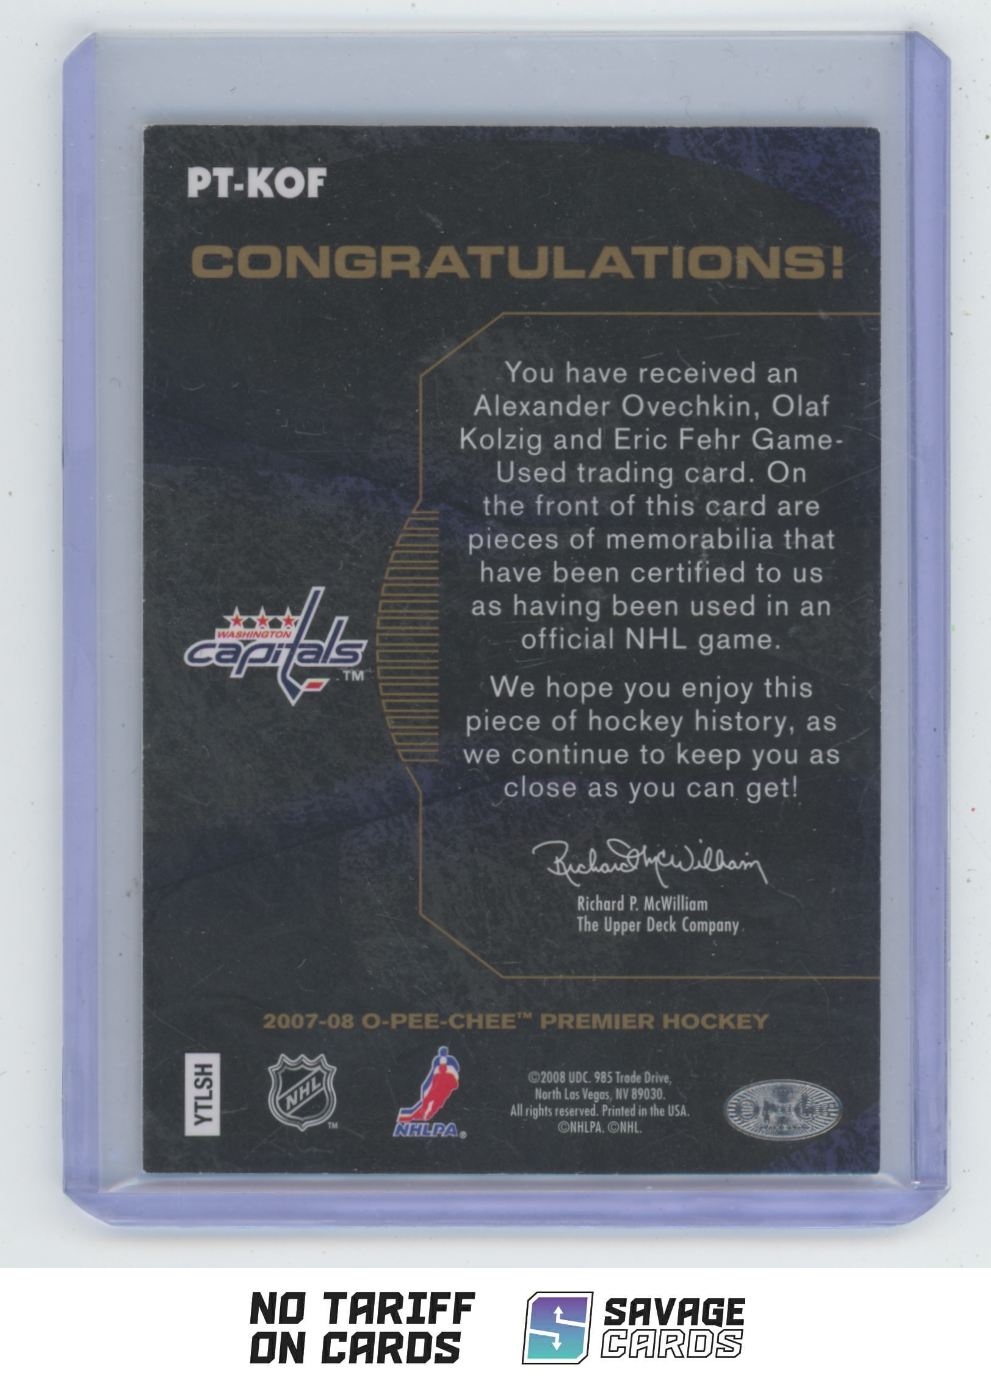 PT-KOF
CONGRATULATIONS!
You have received an
Alexander Ovechkin, Olaf
Kolzig and Eric Fehr Game-
Used trading card. On
the front of this card are
pieces of memorabilia that
have been certified to us
as having been used in an
official NHL game.
We hope you enjoy this
piece of hockey history, as
we continue to keep you as
close as you can get!
WASHINGTON
capitals
TM
Richard P. McWilliam
Richard P. McWilliam
The Upper Deck Company
2007-08 O-PEE-CHEE™ PREMIER HOCKEY
YTLSH
NHL
TM
NHLPA®
©2008 UDC. 985 Trade Drive,
North Las Vegas, NV 89030.
All rights reserved. Printed in the USA.
©NHLPA. ©NHL.
NO TARIFF
ON CARDS
SAVAGE
CARDS